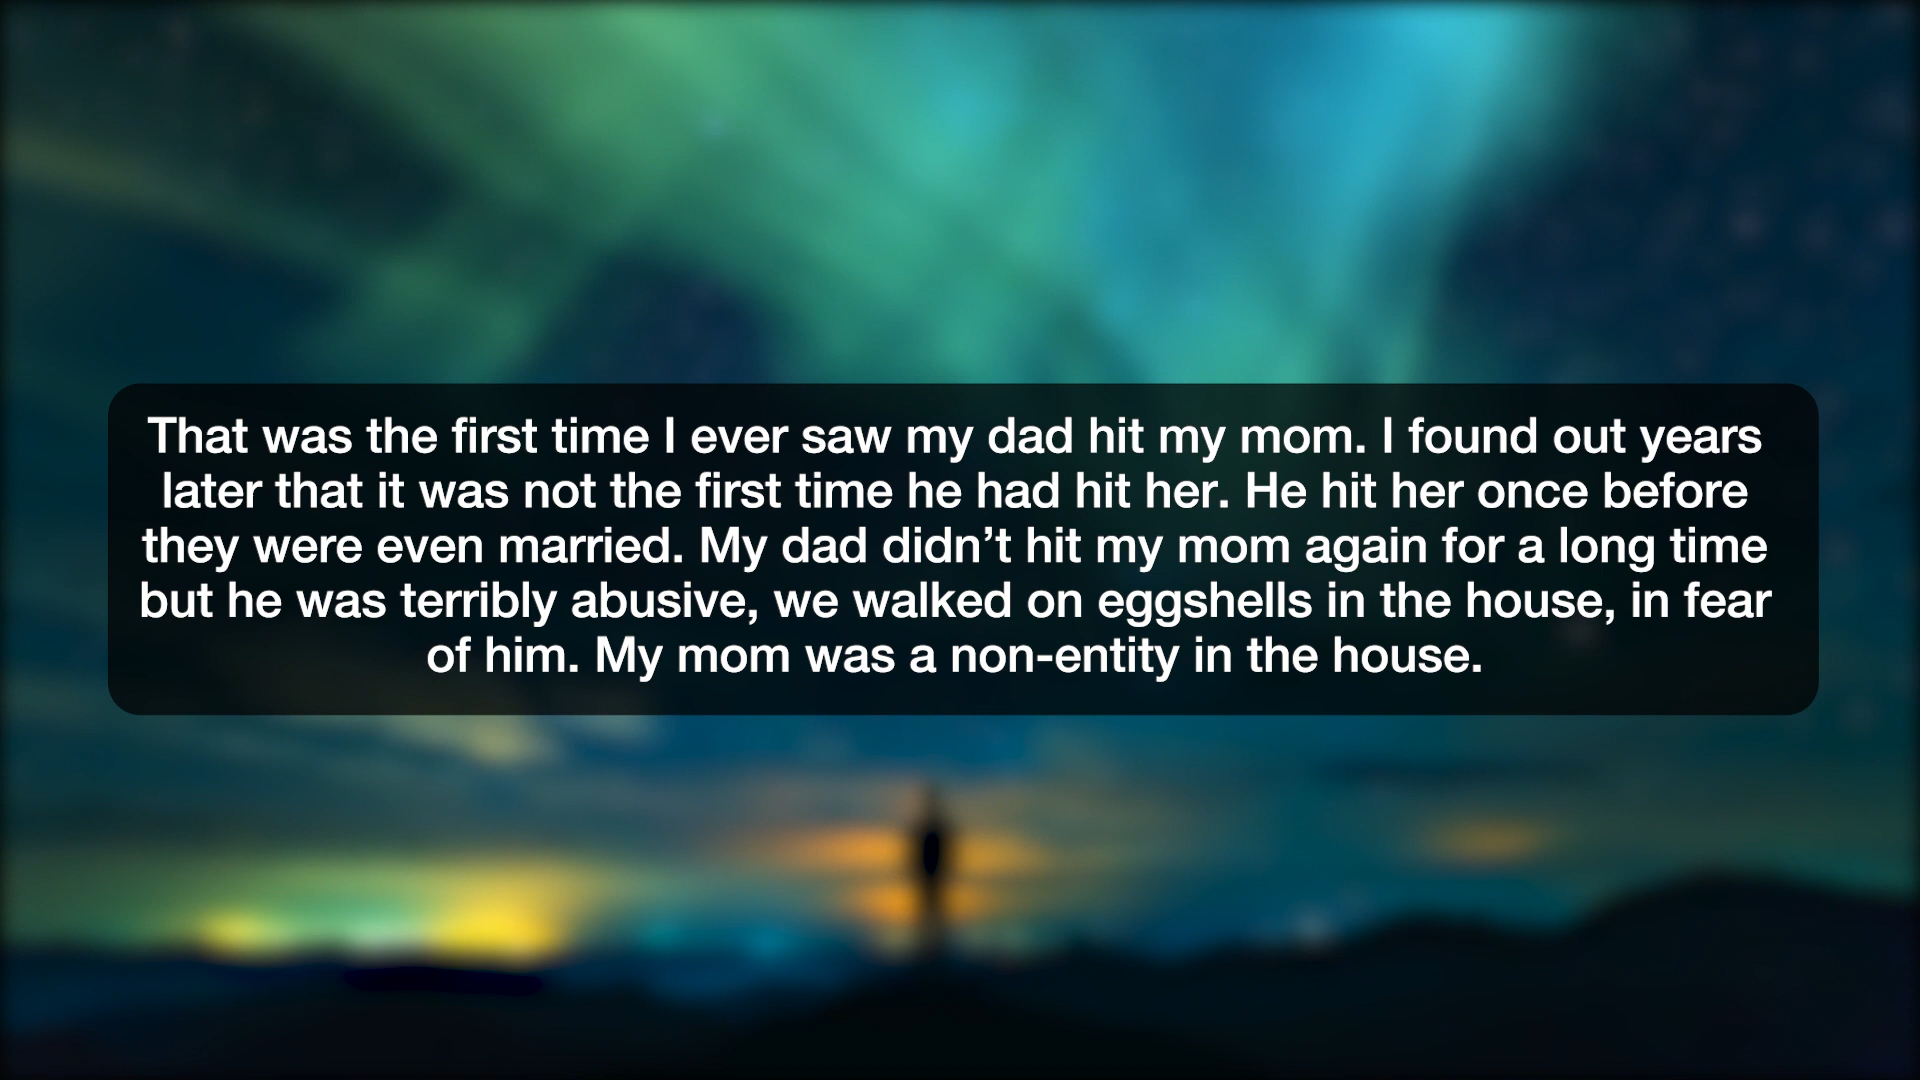 That was the first time I ever saw my dad hit my mom. I found out years
later that it was not the first time he had hit her. He hit her once before
they were even married. My dad didn’t hit my mom again for a long time
but he was terribly abusive, we walked on eggshells in the house, in fear
of him. My mom was a non-entity in the house.